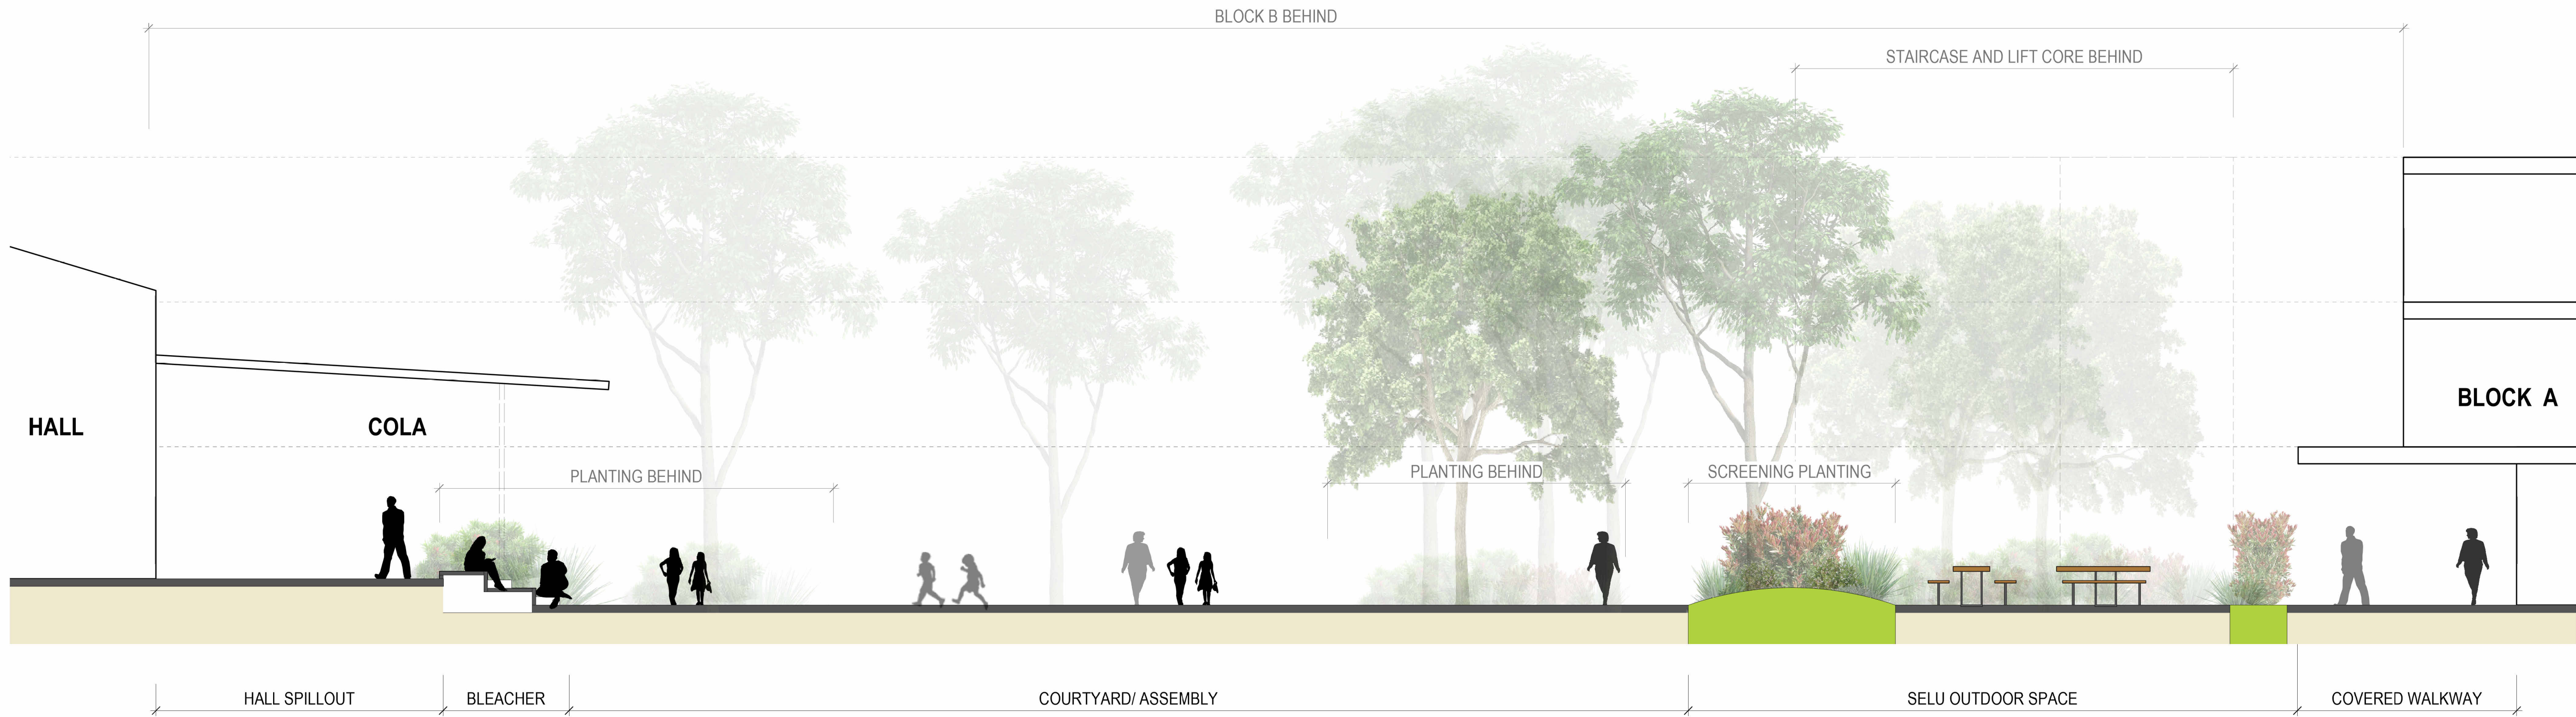 BLOCK B BEHIND
STAIRCASE AND LIFT CORE BEHIND
HALL
COLA
BLOCK A
PLANTING BEHIND
PLANTING BEHIND
SCREENING PLANTING
HALL SPILLOUT
BLEACHER
COURTYARD/ ASSEMBLY
SELU OUTDOOR SPACE
COVERED WALKWAY